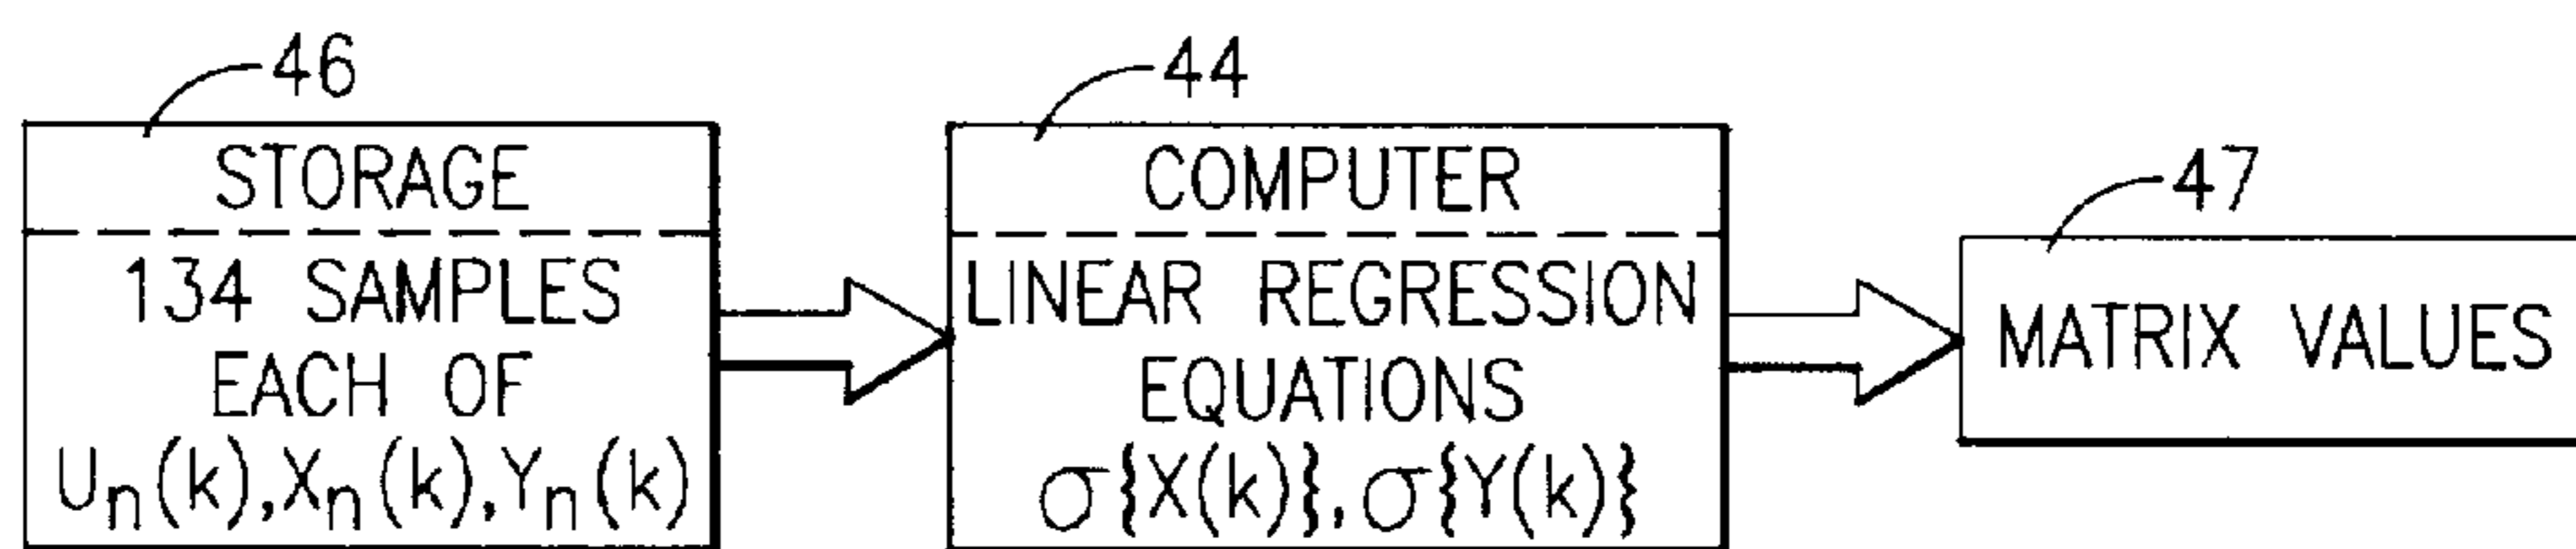 46
STORAGE
134 SAMPLES
EACH OF
Uₙ(k),Xₙ(k),Yₙ(k)
44
COMPUTER
LINEAR REGRESSION
EQUATIONS
σ{X(k)},σ{Y(k)}
47
MATRIX VALUES